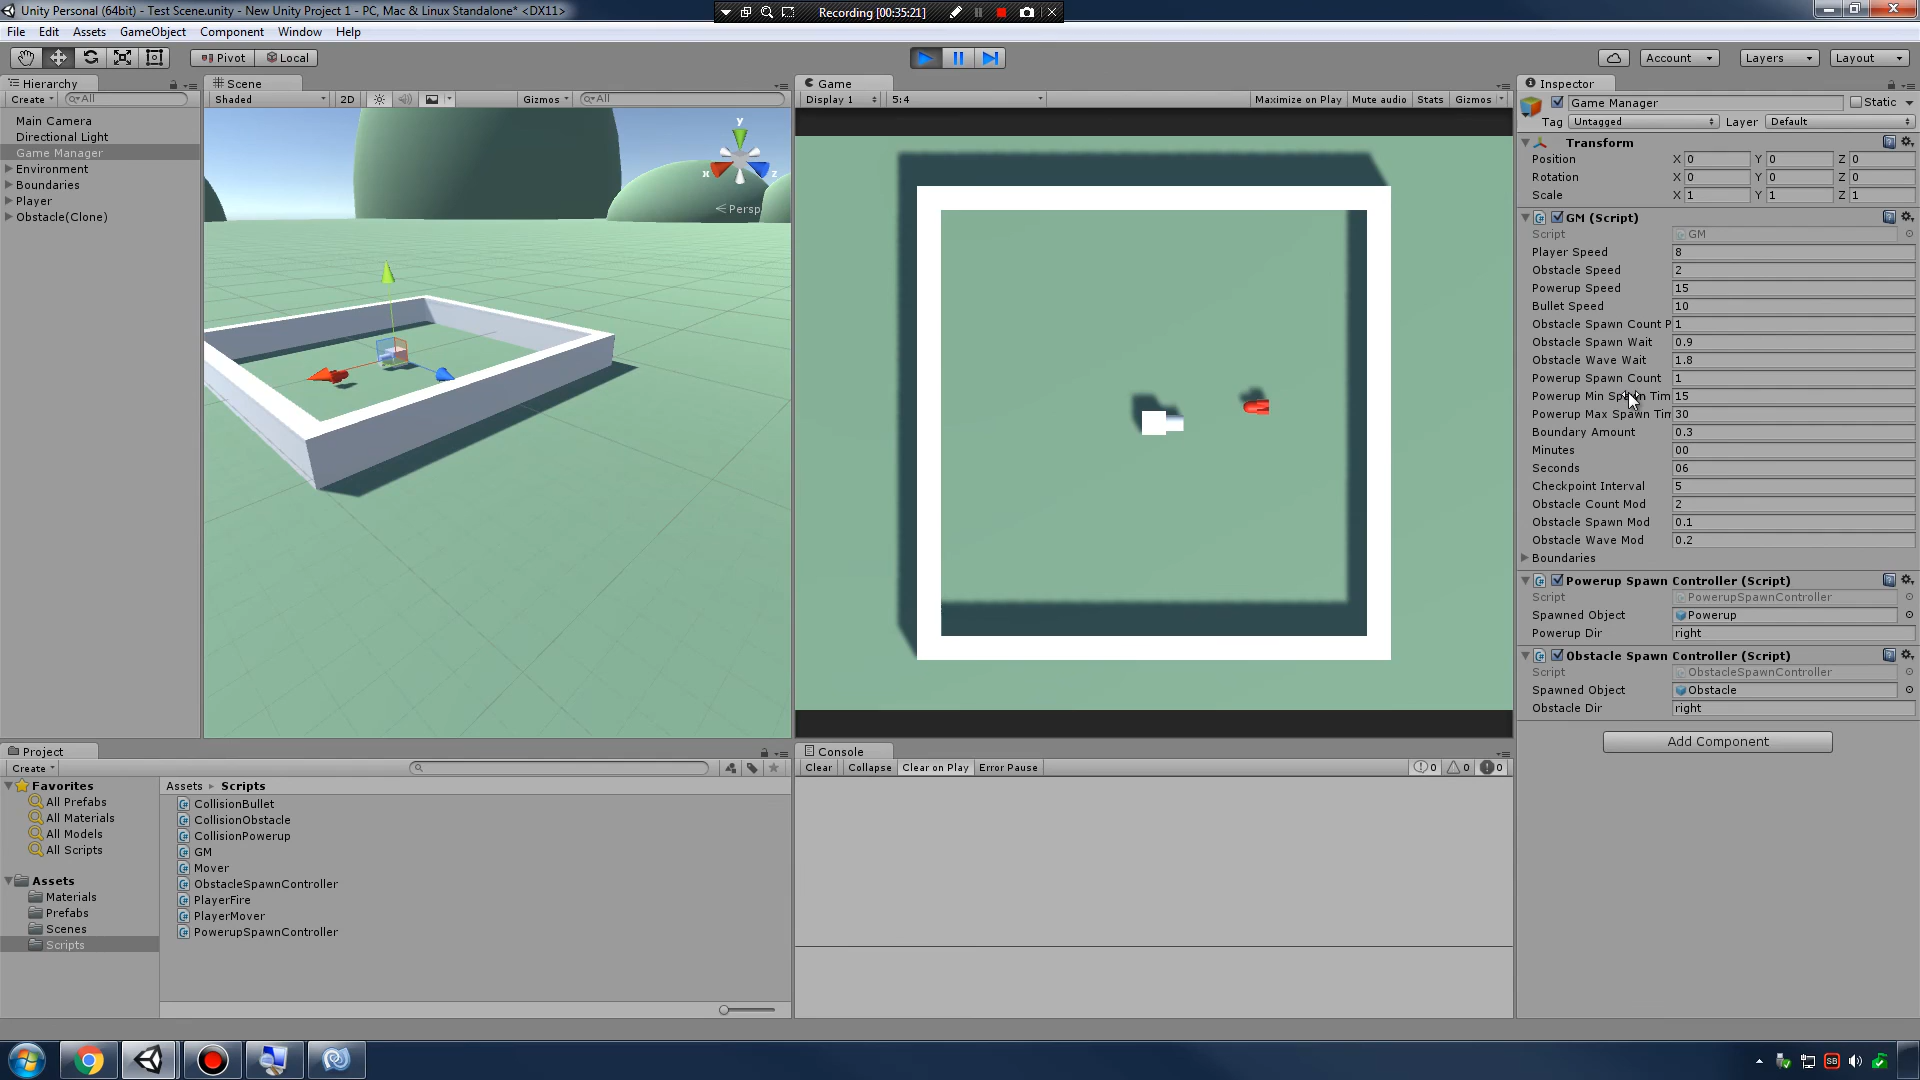 Unity Personal (64bit) - Test Scene.unity - New Unity Project 1 - PC, Mac & Linux Standalone* <DX11>
Recording [00:35:21]
File Edit Assets GameObject Component Window Help
Pivot Local
Account Layers Layout
Hierarchy
Create All
Main Camera
Directional Light
Game Manager
Environment
Boundaries
Player
Obstacle(Clone)
Scene
Shaded 2D Gizmos All
y
x z
Persp
Game
Display 1 5:4 Maximize on Play Mute audio Stats Gizmos
Inspector
Game Manager Static
Tag Untagged Layer Default
Transform
Position X 0 Y 0 Z 0
Rotation X 0 Y 0 Z 0
Scale X 1 Y 1 Z 1
GM (Script)
Script GM
Player Speed 8
Obstacle Speed 2
Powerup Speed 15
Bullet Speed 10
Obstacle Spawn Count P 1
Obstacle Spawn Wait 0.9
Obstacle Wave Wait 1.8
Powerup Spawn Count 1
Powerup Min Spawn Tim 15
Powerup Max Spawn Tim 30
Boundary Amount 0.3
Minutes 00
Seconds 06
Checkpoint Interval 5
Obstacle Count Mod 2
Obstacle Spawn Mod 0.1
Obstacle Wave Mod 0.2
Boundaries
Powerup Spawn Controller (Script)
Script PowerupSpawnController
Spawned Object Powerup
Powerup Dir right
Obstacle Spawn Controller (Script)
Script ObstacleSpawnController
Spawned Object Obstacle
Obstacle Dir right
Add Component
Project
Create
Favorites
All Prefabs
All Materials
All Models
All Scripts
Assets
Materials
Prefabs
Scenes
Scripts
Assets Scripts
CollisionBullet
CollisionObstacle
CollisionPowerup
GM
Mover
ObstacleSpawnController
PlayerFire
PlayerMover
PowerupSpawnController
Console
Clear Collapse Clear on Play Error Pause 0 0 0
SB